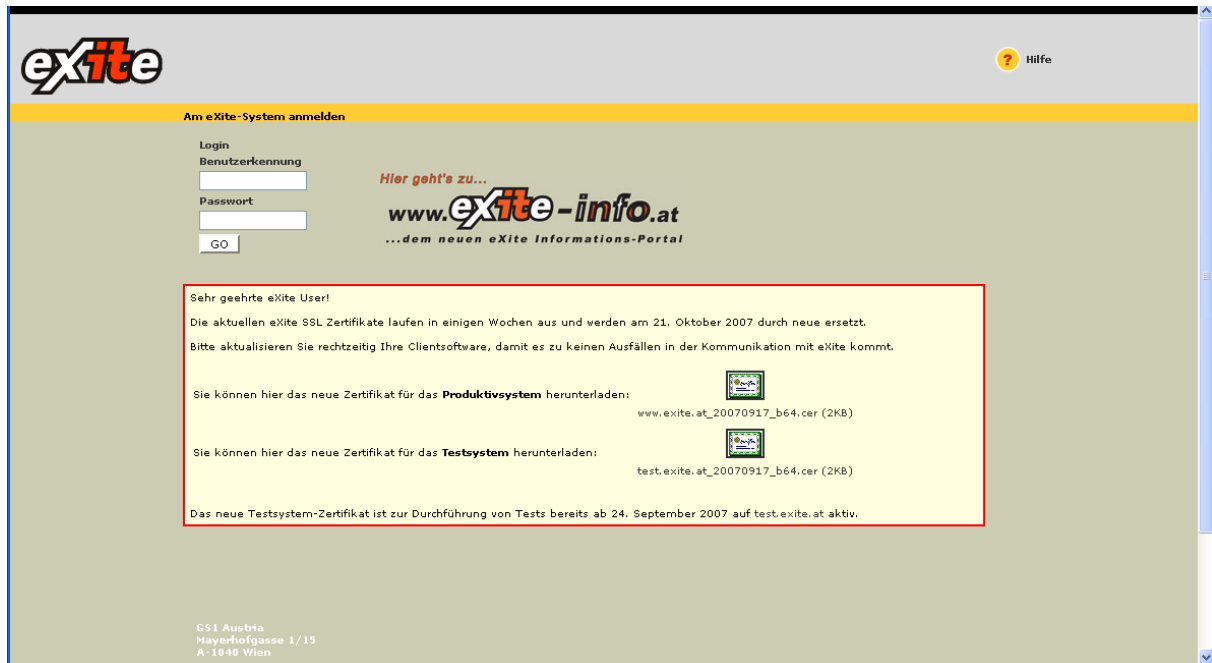 eXite
? Hilfe
Am eXite-System anmelden
Login
Benutzerkennung
Passwort
GO
Hier geht's zu...
www.eXite-info.at
...dem neuen eXite Informations-Portal
Sehr geehrte eXite User!
Die aktuellen eXite SSL Zertifikate laufen in einigen Wochen aus und werden am 21. Oktober 2007 durch neue ersetzt.
Bitte aktualisieren Sie rechtzeitig Ihre Clientsoftware, damit es zu keinen Ausfällen in der Kommunikation mit eXite kommt.
Sie können hier das neue Zertifikat für das Produktivsystem herunterladen:
www.exite.at_20070917_b64.cer (2KB)
Sie können hier das neue Zertifikat für das Testsystem herunterladen:
test.exite.at_20070917_b64.cer (2KB)
Das neue Testsystem-Zertifikat ist zur Durchführung von Tests bereits ab 24. September 2007 auf test.exite.at aktiv.
GS1 Austria
Mayerhofgasse 1/15
A-1040 Wien